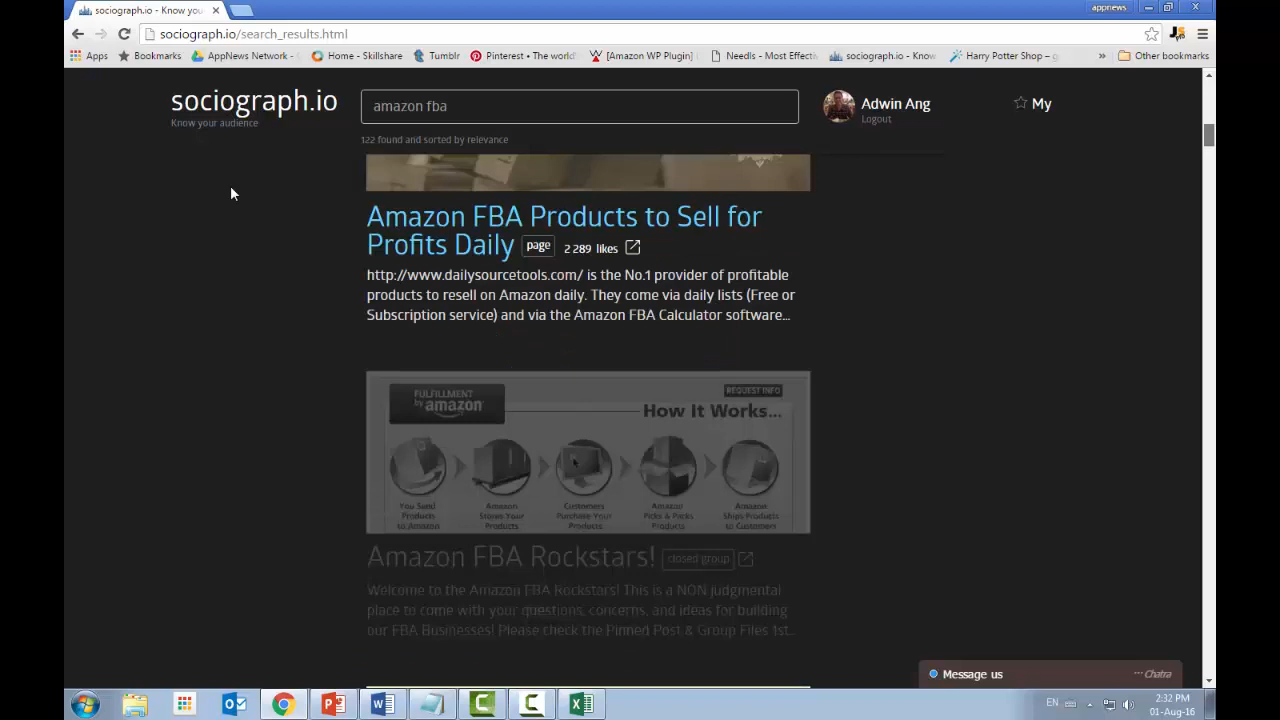 sociograph.io - Know you
appnews
sociograph.io/search_results.html
Apps
Bookmarks
AppNews Network -
Home - Skillshare
Tumblr
Pinterest • The world
[Amazon WP Plugin]
Needls - Most Effecti
sociograph.io - Know
Harry Potter Shop –
»
Other bookmarks
sociograph.io
Know your audience
amazon fba
122 found and sorted by relevance
Adwin Ang
Logout
My
Amazon FBA Products to Sell for
Profits Daily page 2 289 likes
http://www.dailysourcetools.com/ is the No.1 provider of profitable
products to resell on Amazon daily. They come via daily lists (Free or
Subscription service) and via the Amazon FBA Calculator software...
FULFILLMENT
by amazon
REQUEST INFO
How It Works...
You Send
Products
to Amazon
Amazon
Stores Your
Products
Customers
Purchase Your
Products
Amazon
Picks & Packs
Products
Amazon
Ships Products
to Customers
Amazon FBA Rockstars! closed group
Welcome to the Amazon FBA Rockstars! This is a NON judgmental
place to come with your questions, concerns, and ideas for building
our FBA Businesses! Please check the Pinned Post & Group Files 1st...
Message us
Chatra
EN
2:32 PM
01-Aug-16